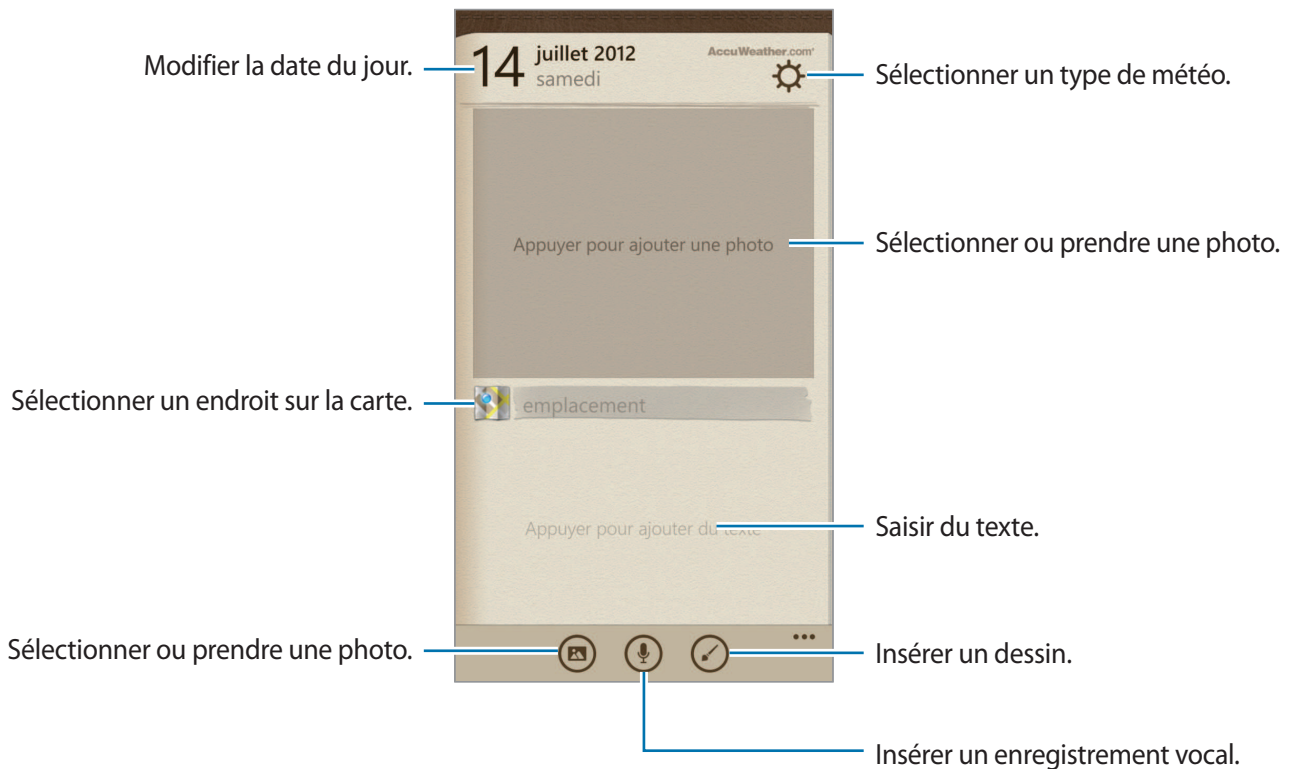 Modifier la date du jour.
14
juillet 2012
samedi
AccuWeather.com
Sélectionner un type de météo.
Appuyer pour ajouter une photo
Sélectionner ou prendre une photo.
Sélectionner un endroit sur la carte.
emplacement
Appuyer pour ajouter du texte
Saisir du texte.
Sélectionner ou prendre une photo.
Insérer un dessin.
Insérer un enregistrement vocal.